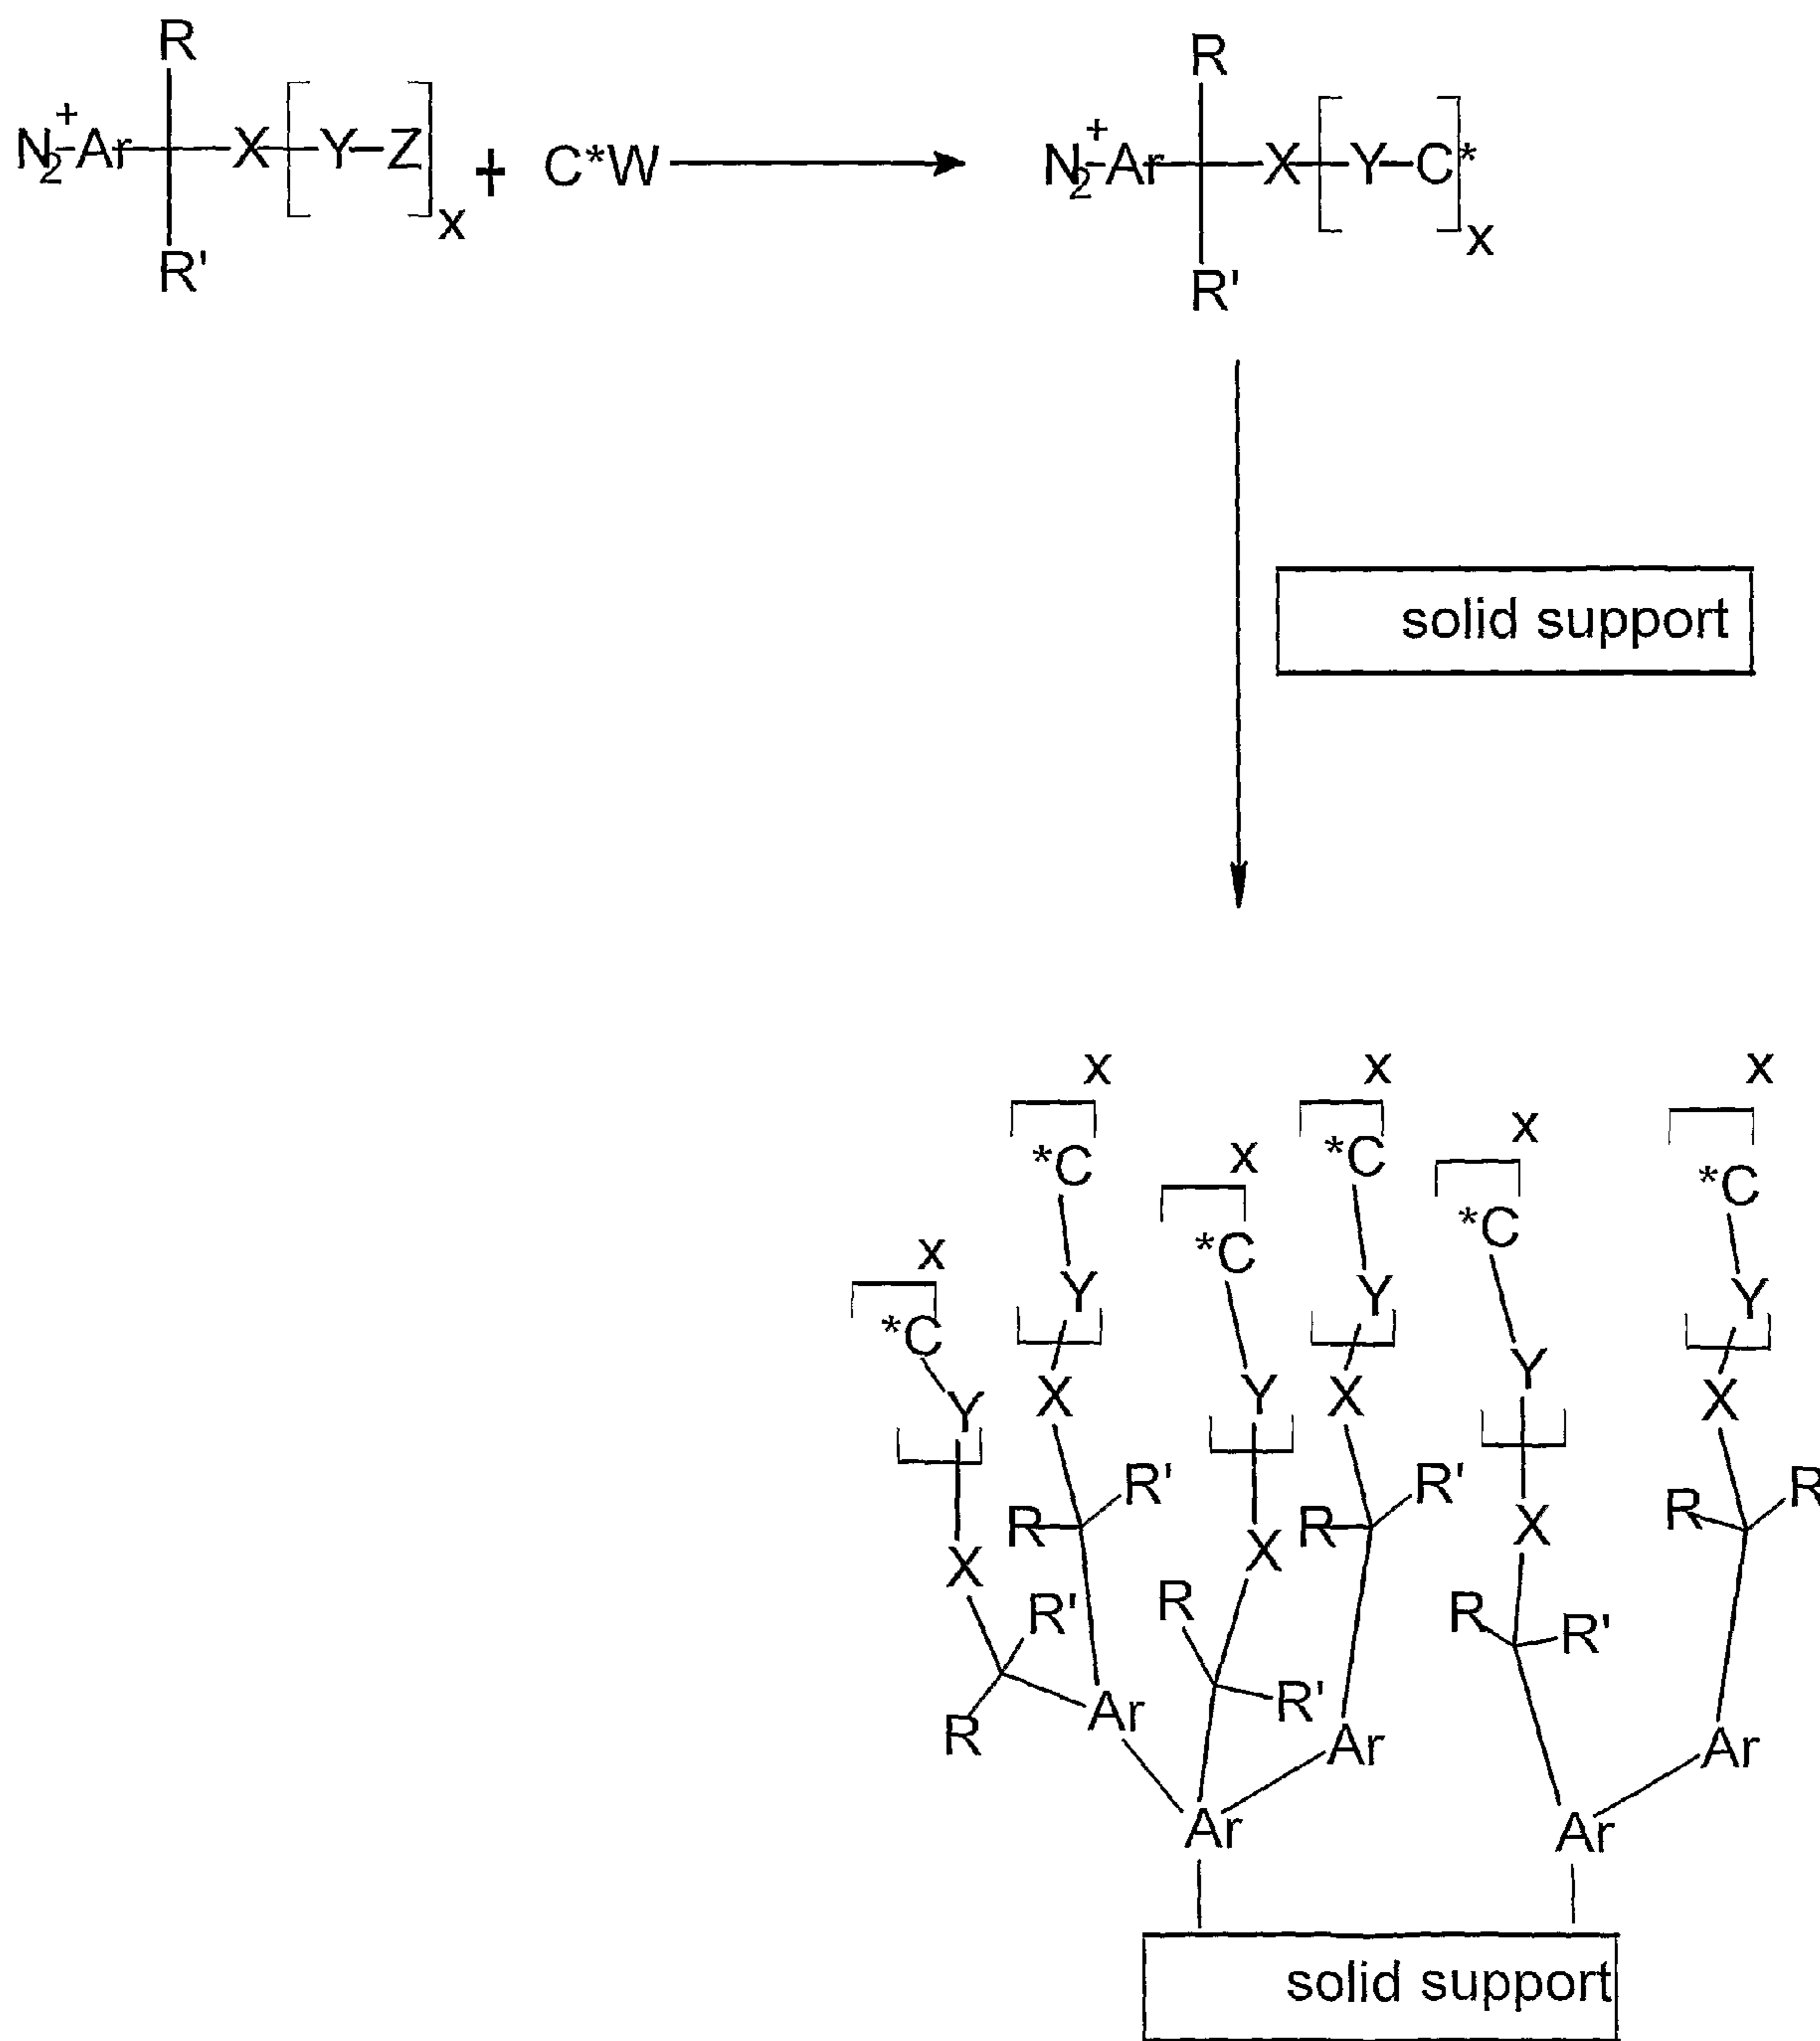 R R
N2+-Ar X [Y-Z]x + C*W N2+-Ar X [Y-C*]x
R' R'
solid support
x x x
x
x
*C *C *C
*C
x *C
*C
Y Y Y
Y
X Y X X
Y
R' R' R
R R R
X X X
R' R R R'
R'
R Ar
Ar Ar
Ar Ar
solid support